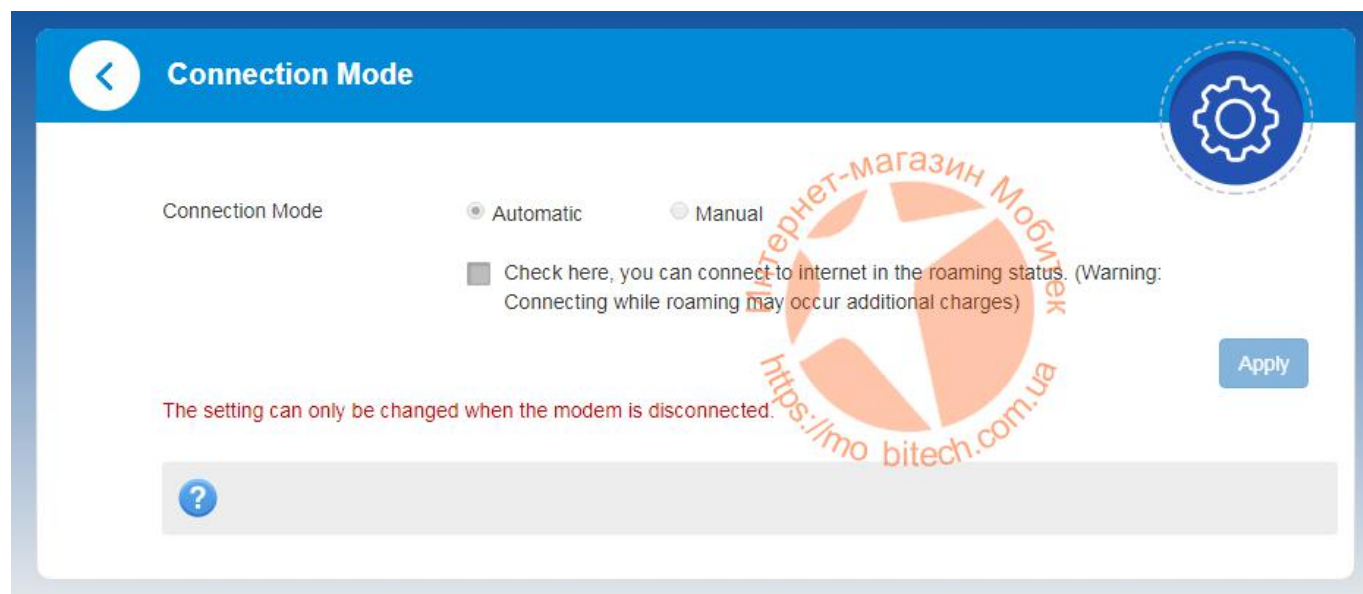 Connection Mode
Connection Mode
Automatic
Manual
Check here, you can connect to internet in the roaming status. (Warning:
Connecting while roaming may occur additional charges)
Apply
The setting can only be changed when the modem is disconnected.
?
Интернет-магазин Мобитек
https://mo bitech.com.ua